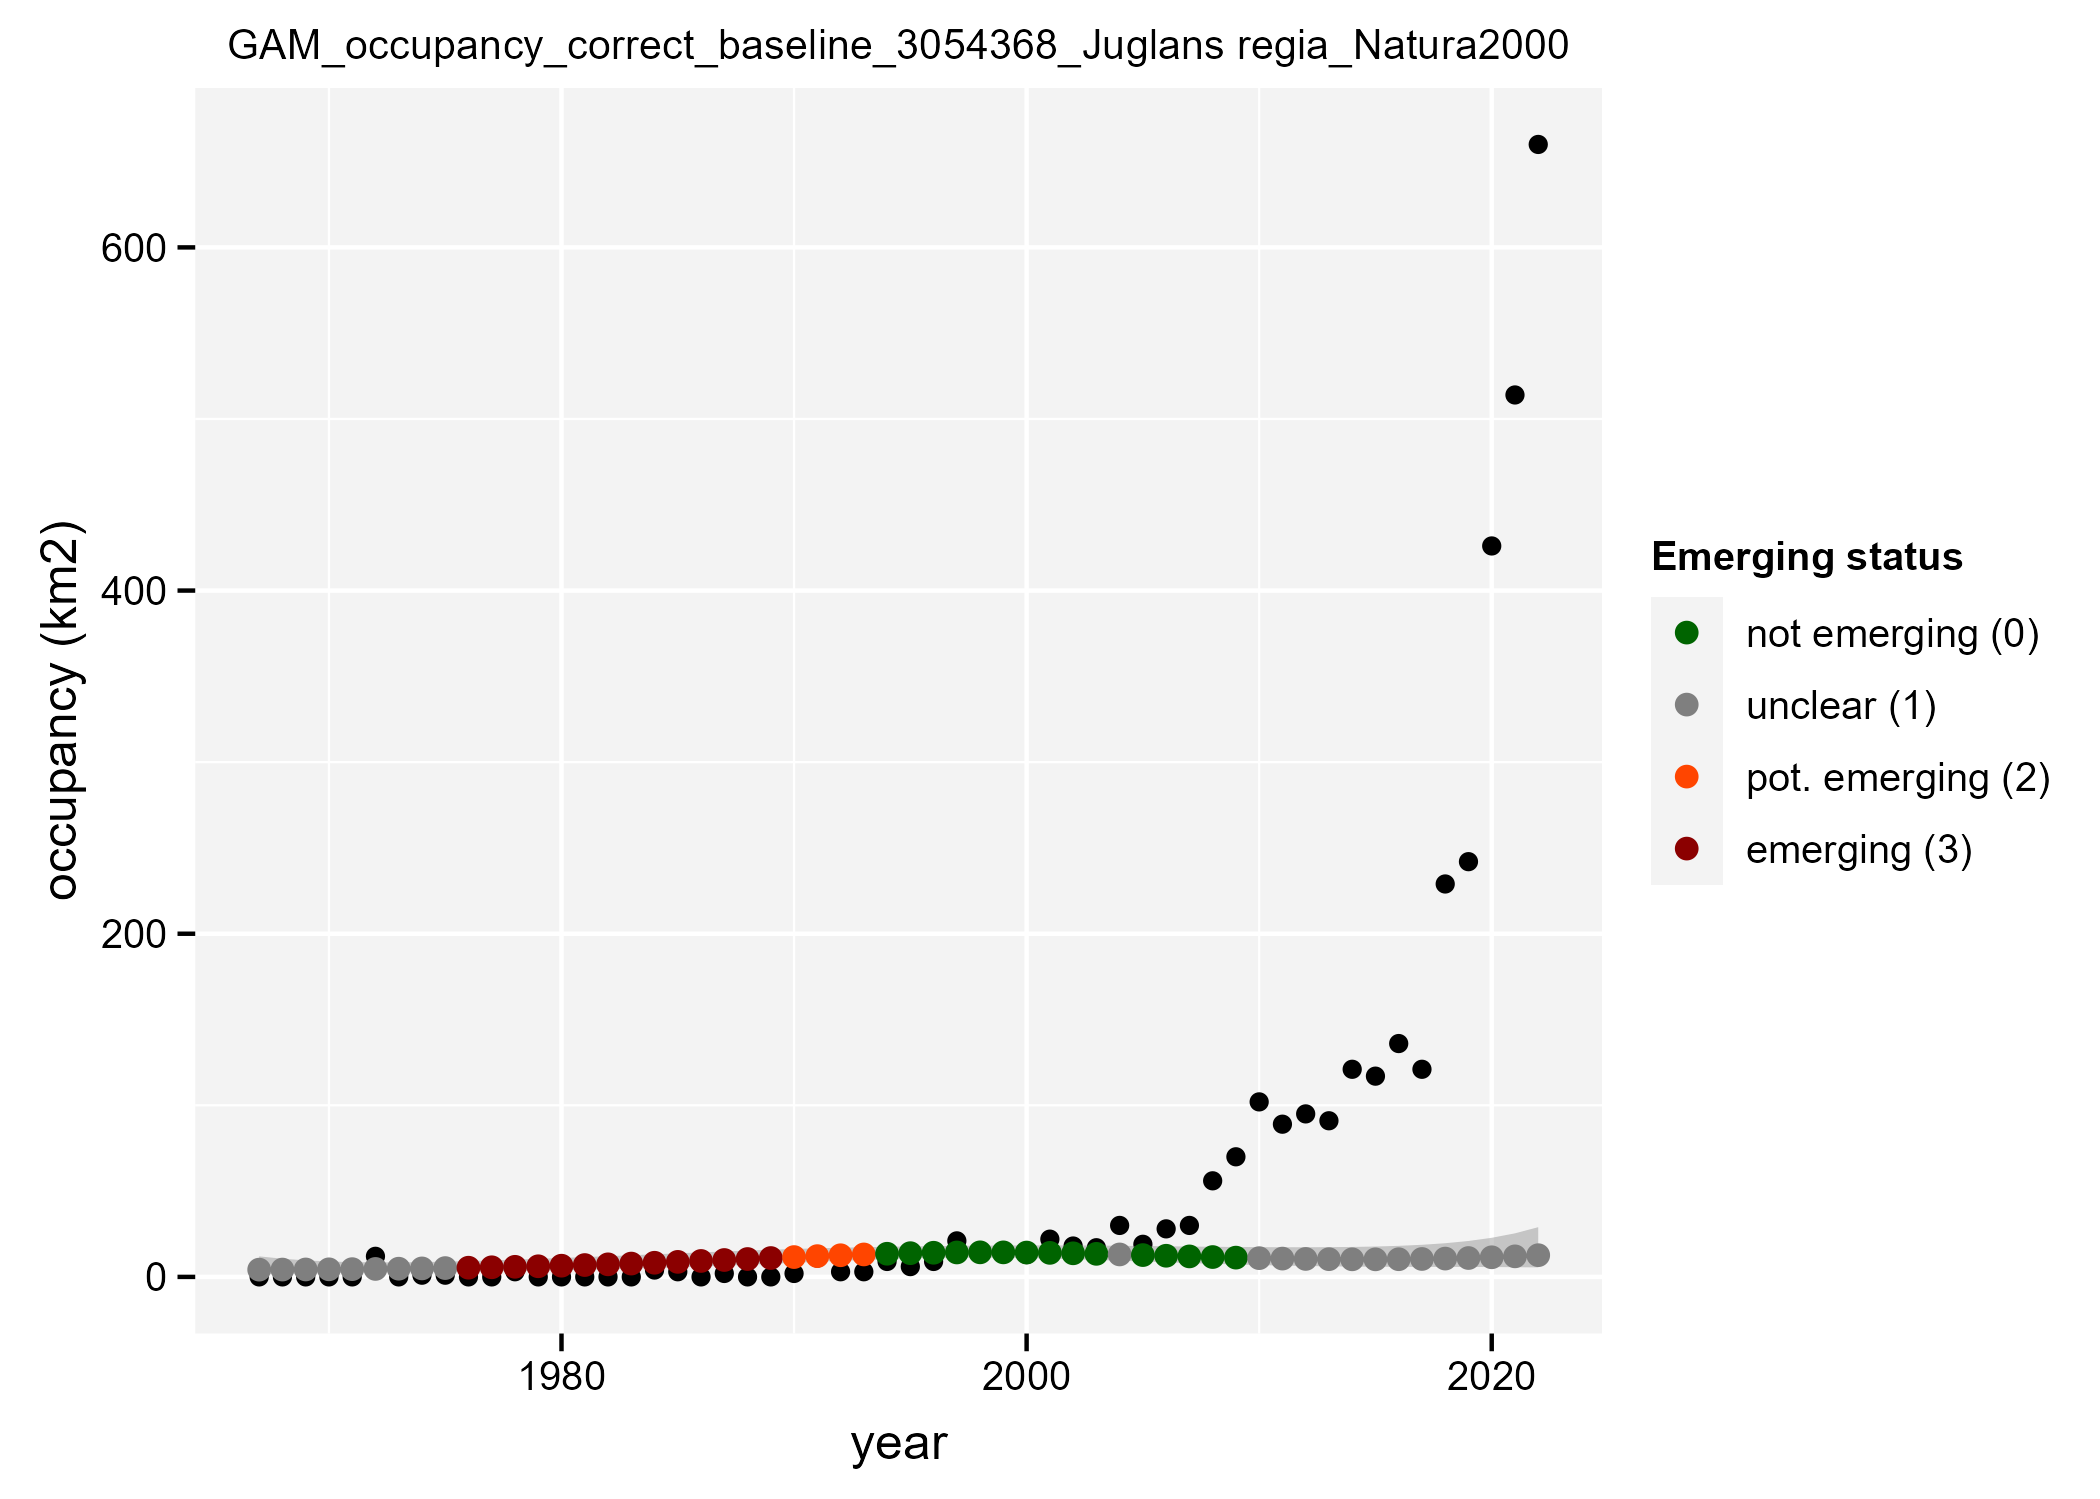 GAM_occupancy_correct_baseline_3054368_Juglans regia_Natura2000
600
400
200
0
occupancy (km2)
1980
2000
2020
year
Emerging status
not emerging (0)
unclear (1)
pot. emerging (2)
emerging (3)